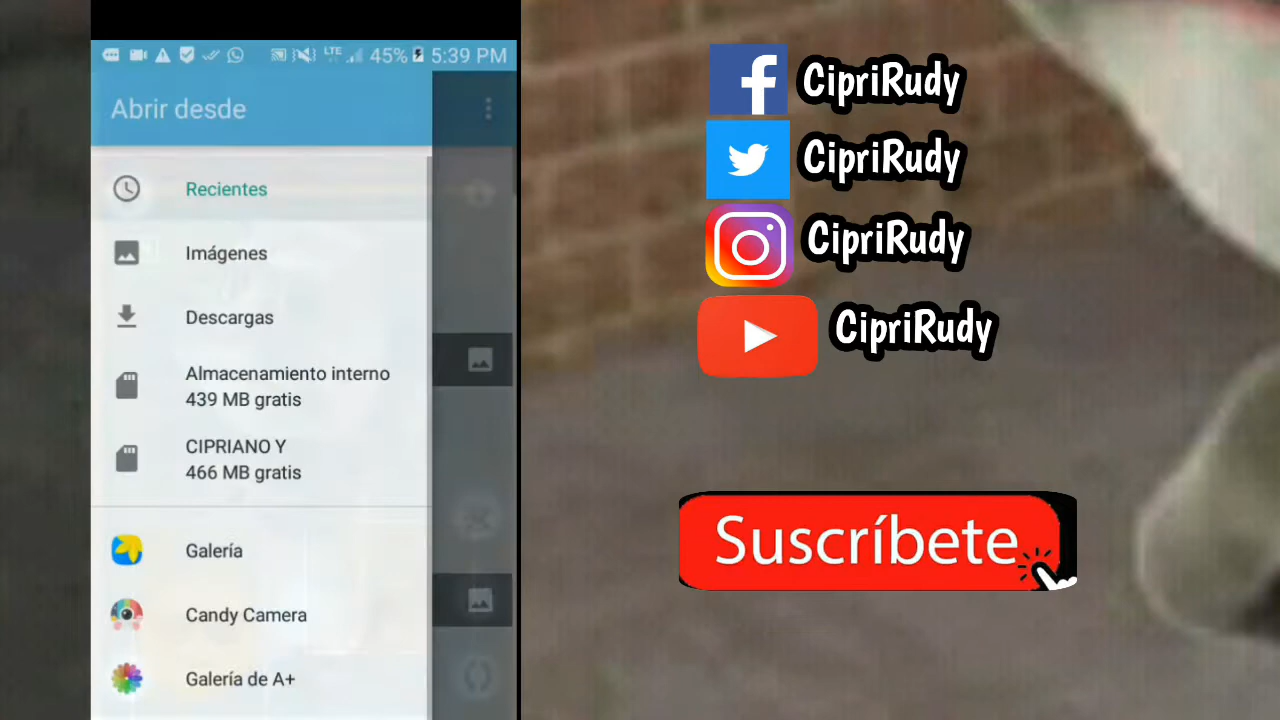 LTE 45% 5:39 PM
Abrir desde
Recientes
Imágenes
Descargas
Almacenamiento interno
439 MB gratis
CIPRIANO Y
466 MB gratis
Galería
Candy Camera
Galería de A+
CipriRudy
CipriRudy
CipriRudy
CipriRudy
Suscríbete